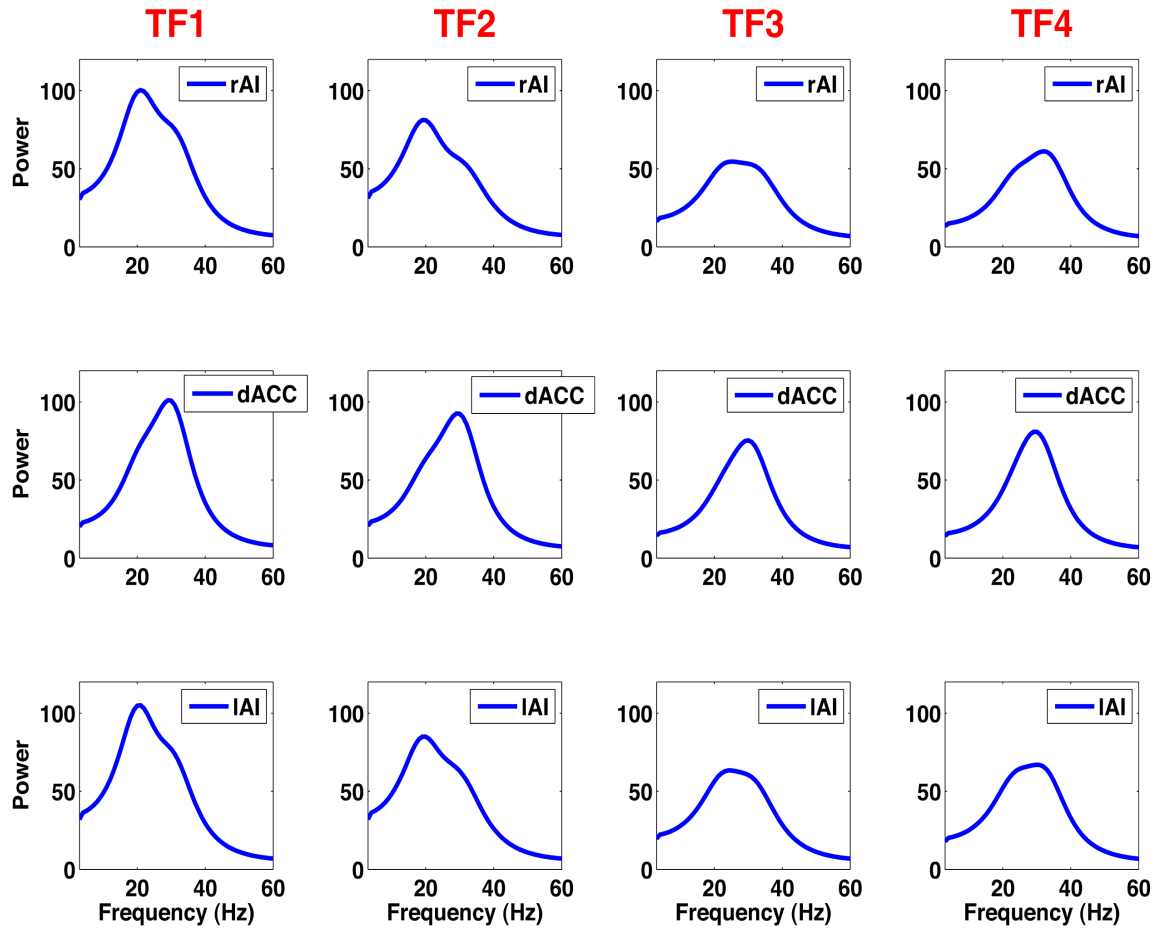 TF1 TF2 TF3 TF4
rAI rAI rAI rAI
Power
100 100 100 100
50 50 50 50
0 0 0 0
20 40 60 20 40 60 20 40 60 20 40 60
dACC dACC dACC dACC
Power
100 100 100 100
50 50 50 50
0 0 0 0
20 40 60 20 40 60 20 40 60 20 40 60
lAI lAI lAI lAI
Power
100 100 100 100
50 50 50 50
0 0 0 0
20 40 60 20 40 60 20 40 60 20 40 60
Frequency (Hz) Frequency (Hz) Frequency (Hz) Frequency (Hz)